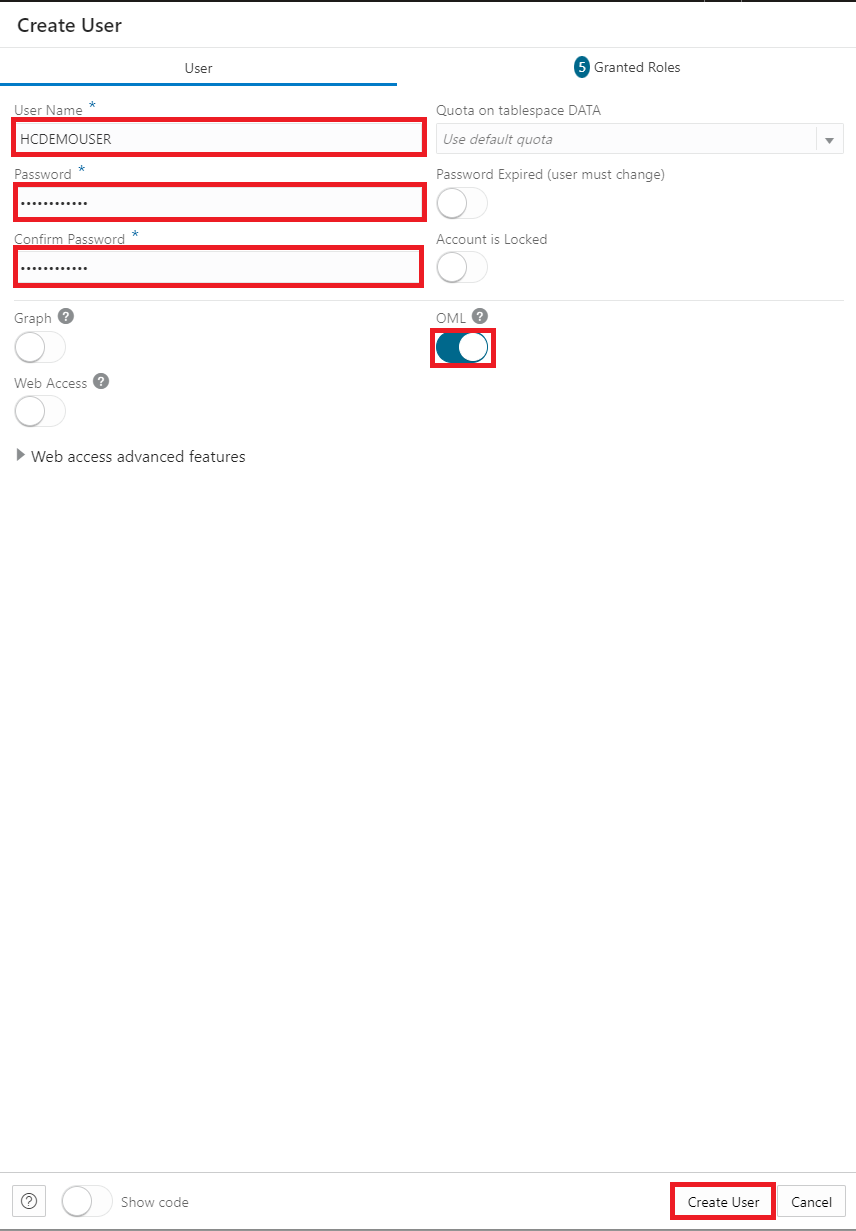 Create User
User
5 Granted Roles
User Name *
Quota on tablespace DATA
HCDEMOUSER
Use default quota
Password *
Password Expired (user must change)
••••••••••••
Confirm Password *
Account is Locked
••••••••••••
Graph ?
OML ?
Web Access ?
Web access advanced features
? Show code
Create User
Cancel